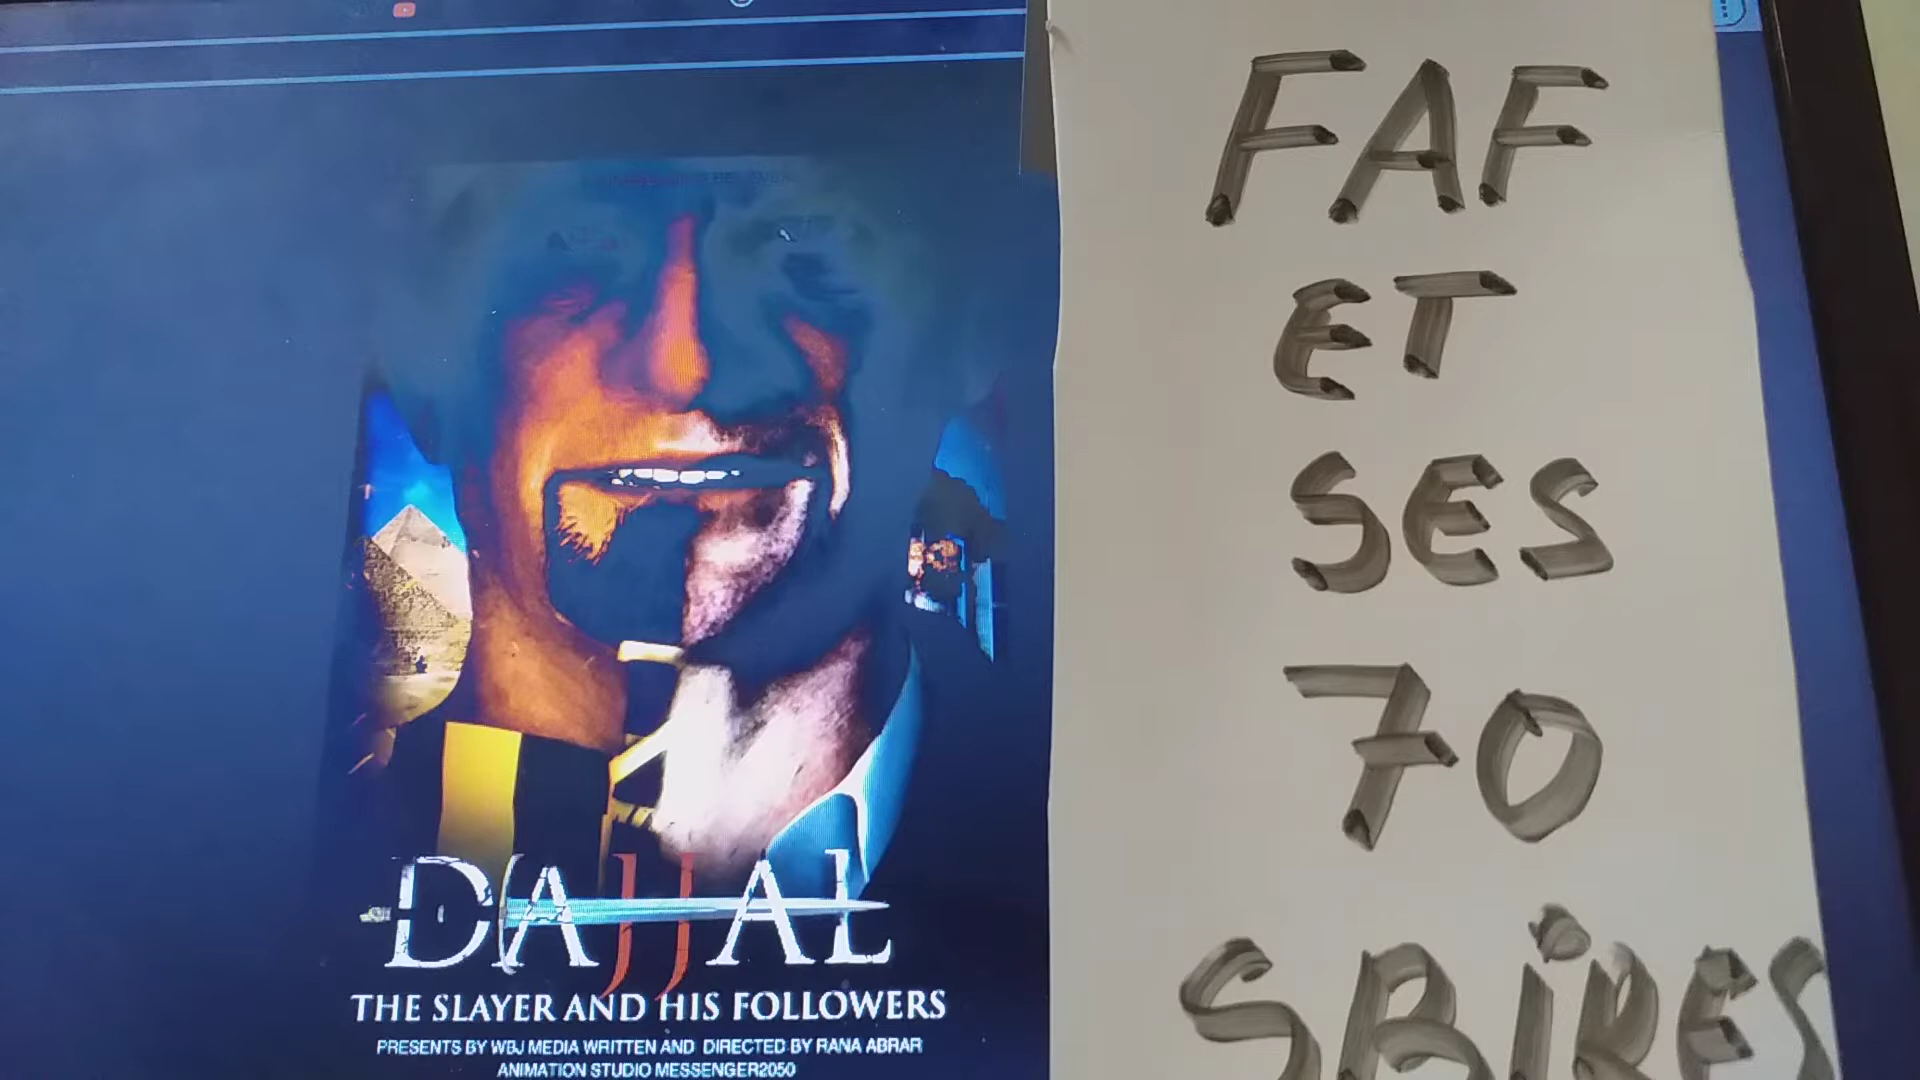 DAJJAL
THE SLAYER AND HIS FOLLOWERS
PRESENTS BY WBJ MEDIA WRITTEN AND DIRECTED BY RANA ABRAR
ANIMATION STUDIO MESSENGER2050
FAF
ET
SES
70
SBIRES